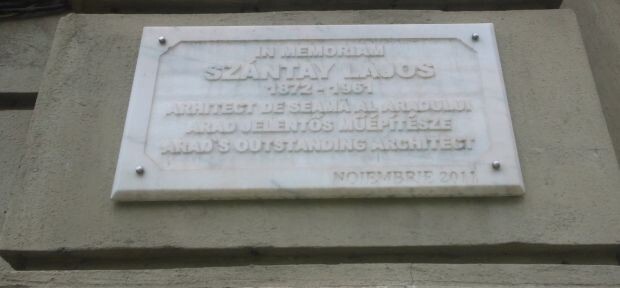 IN MEMORIAM
SZÁNTAY LAJOS
1872 - 1961
ARHITECT DE SEAMĂ AL ARADULUI
ARAD JELENTŐS MŰÉPÍTÉSZE
ARAD'S OUTSTANDING ARCHITECT
NOIEMBRIE 2011